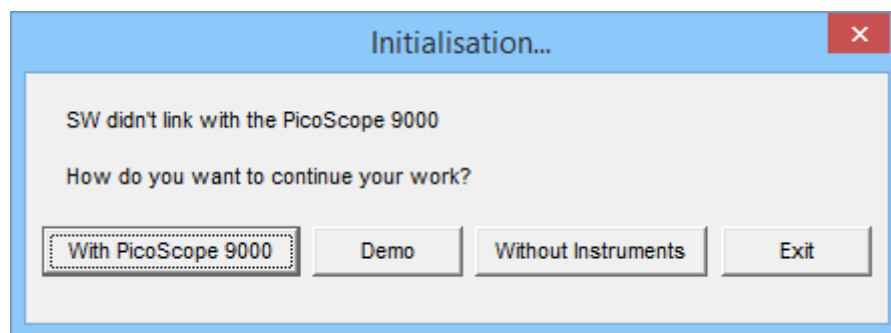 Initialisation...
SW didn't link with the PicoScope 9000
How do you want to continue your work?
With PicoScope 9000 Demo Without Instruments Exit